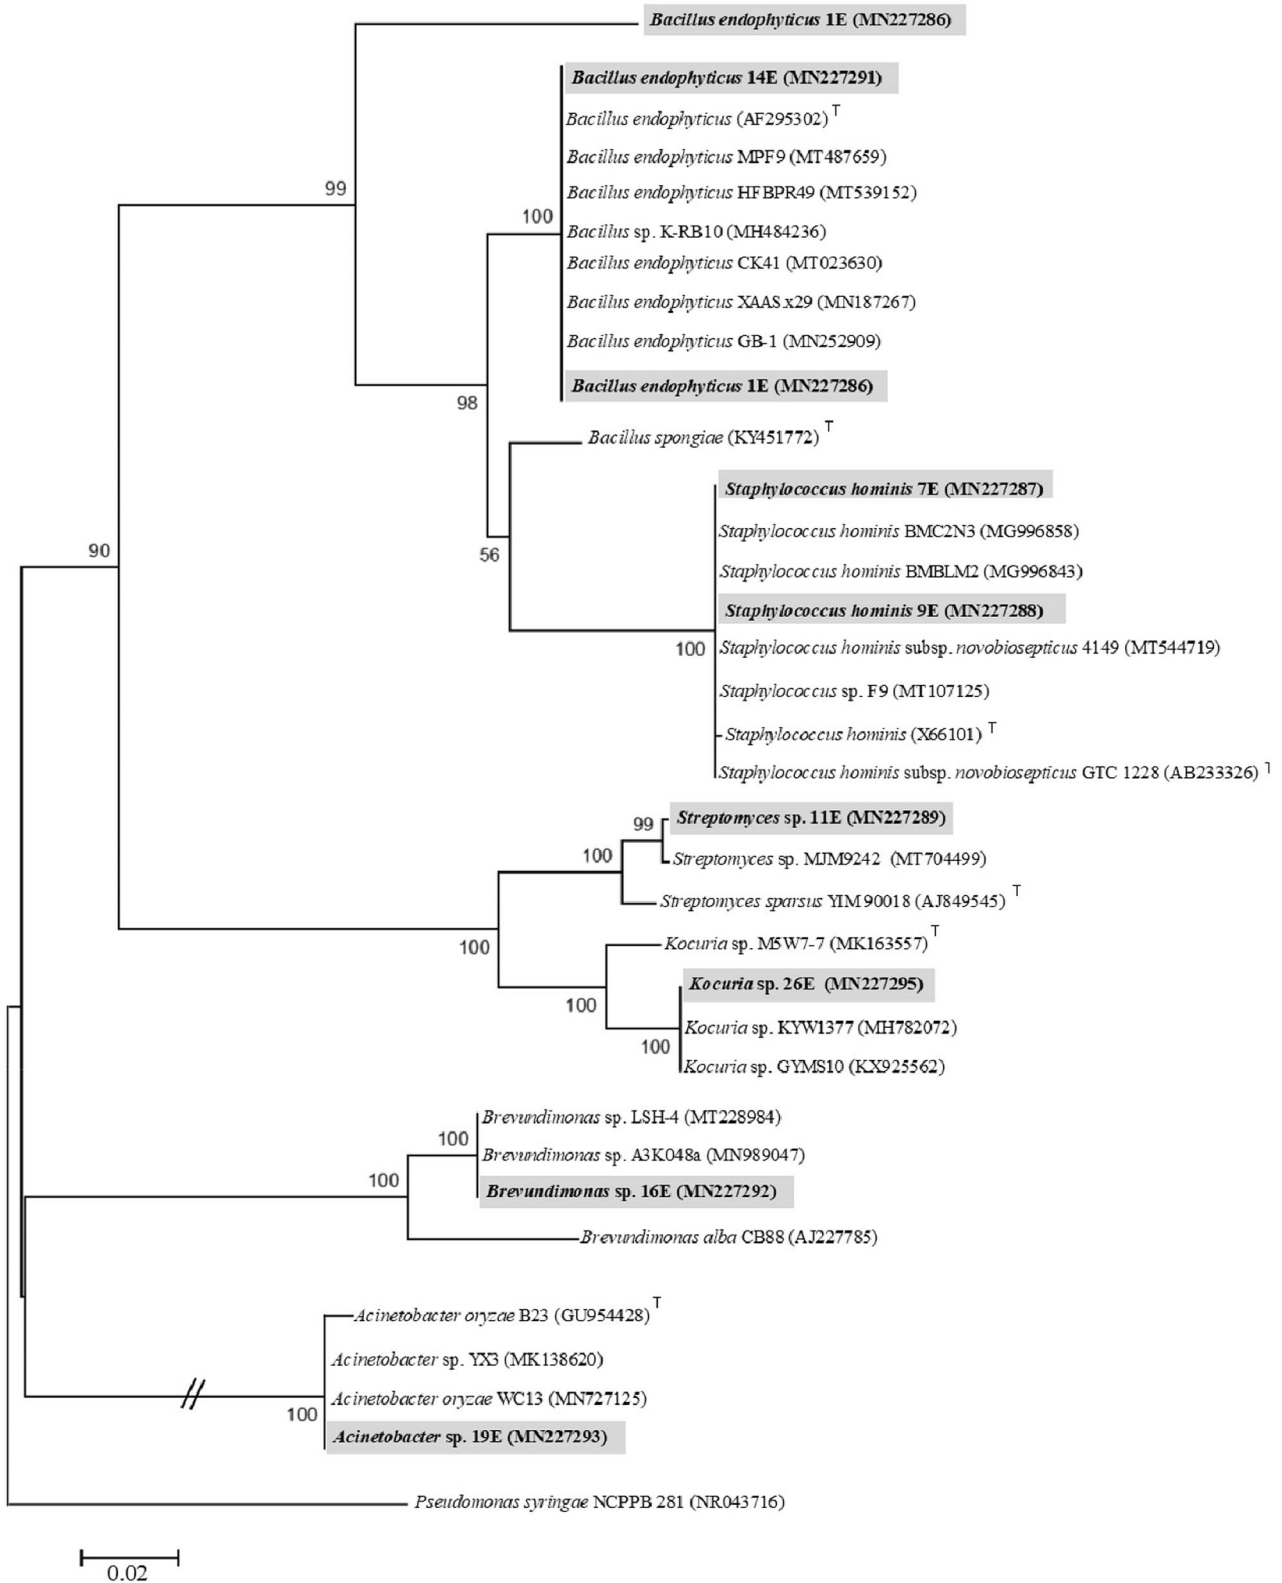 Bacillus endophyticus 1E (MN227286)
Bacillus endophyticus 14E (MN227291)
Bacillus endophyticus (AF295302) T
Bacillus endophyticus MPF9 (MT487659)
99
Bacillus endophyticus HFBPR49 (MT539152)
100
Bacillus sp. K-RB10 (MH484236)
Bacillus endophyticus CK41 (MT023630)
Bacillus endophyticus XAAS.x29 (MN187267)
Bacillus endophyticus GB-1 (MN252909)
Bacillus endophyticus 1E (MN227286)
98
Bacillus spongiae (KY451772) T
Staphylococcus hominis 7E (MN227287)
Staphylococcus hominis BMC2N3 (MG996858)
90
56
Staphylococcus hominis BMBLM2 (MG996843)
Staphylococcus hominis 9E (MN227288)
100
Staphylococcus hominis subsp. novobiosepticus 4149 (MT544719)
Staphylococcus sp. F9 (MT107125)
Staphylococcus hominis (X66101) T
Staphylococcus hominis subsp. novobiosepticus GTC 1228 (AB233326) T
99
Streptomyces sp. 11E (MN227289)
100
Streptomyces sp. MJM9242 (MT704499)
Streptomyces sparsus YIM 90018 (AJ849545) T
100
Kocuria sp. M5W7-7 (MK163557) T
Kocuria sp. 26E (MN227295)
100
Kocuria sp. KYW1377 (MH782072)
100
Kocuria sp. GYMS10 (KX925562)
Brevundimonas sp. LSH-4 (MT228984)
100
Brevundimonas sp. A3K048a (MN989047)
100
Brevundimonas sp. 16E (MN227292)
Brevundimonas alba CB88 (AJ227785)
Acinetobacter oryzae B23 (GU954428) T
Acinetobacter sp. YX3 (MK138620)
Acinetobacter oryzae WC13 (MN727125)
100
Acinetobacter sp. 19E (MN227293)
Pseudomonas syringae NCPPB 281 (NR043716)
0.02